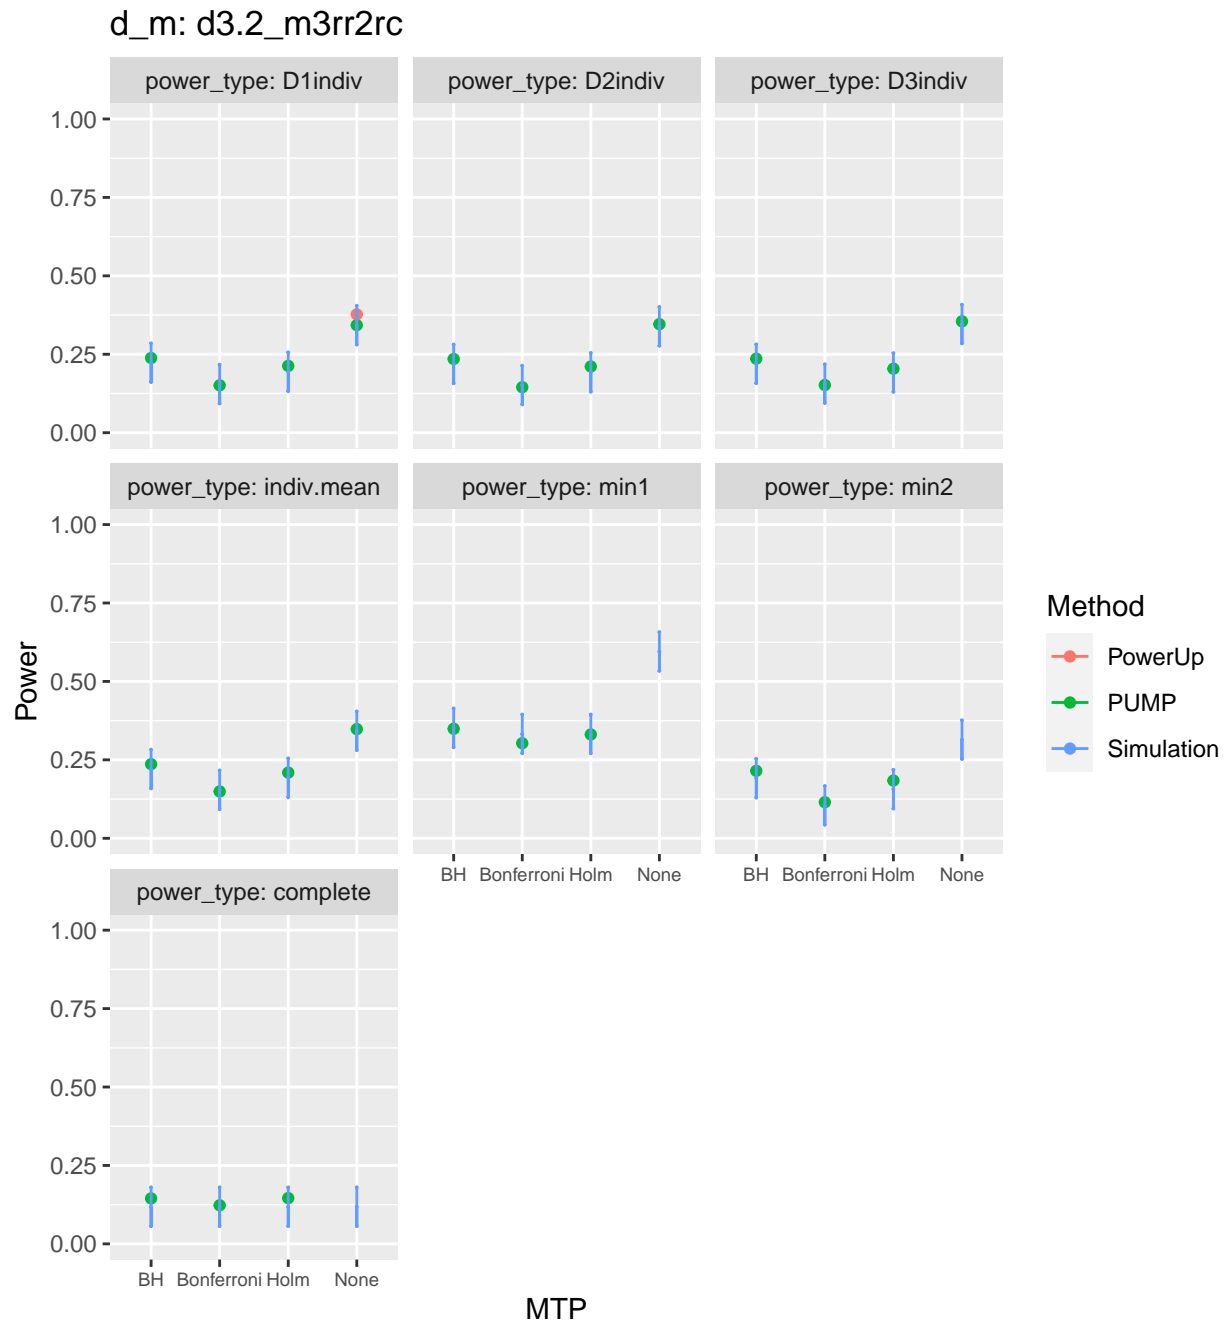 d_m: d3.2_m3rr2rc
power_type: D1indiv
power_type: D2indiv
power_type: D3indiv
1.00
0.75
0.50
0.25
0.00
power_type: indiv.mean
power_type: min1
power_type: min2
1.00
0.75
0.50
0.25
0.00
BH Bonferroni Holm None
BH Bonferroni Holm None
power_type: complete
1.00
0.75
0.50
0.25
0.00
BH Bonferroni Holm None
MTP
Power
Method
PowerUp
PUMP
Simulation